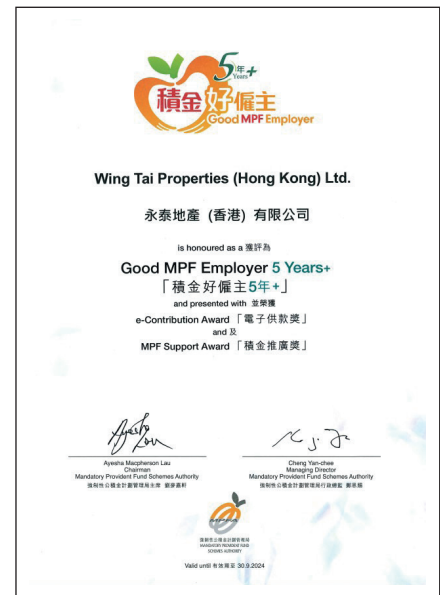 5年+
Years
積金好僱主
Good MPF Employer
Wing Tai Properties (Hong Kong) Ltd.
永泰地產 (香港) 有限公司
is honoured as a 獲評為
Good MPF Employer 5 Years+
「積金好僱主5年+」
and presented with 並榮獲
e-Contribution Award「電子供款獎」
and 及
MPF Support Award「積金推廣獎」
Ayesha Macpherson Lau
Chairman
Mandatory Provident Fund Schemes Authority
強制性公積金計劃管理局主席 劉麥嘉軒
Cheng Yan-chee
Managing Director
Mandatory Provident Fund Schemes Authority
強制性公積金計劃管理局行政總監 鄭恩賜
強制性公積金計劃管理局
MANDATORY PROVIDENT FUND
SCHEMES AUTHORITY
Valid until 有效期至 30.9.2024